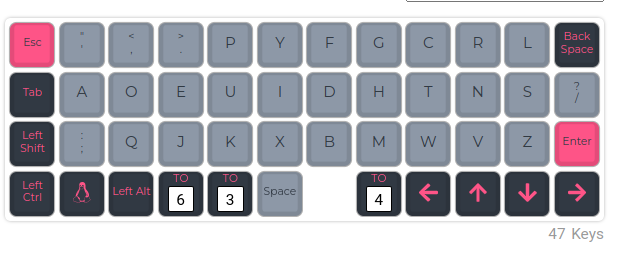 Esc " ' < , > . P Y F G C R L Back Space
Tab A O E U I D H T N S ? /
Left Shift : ; Q J K X B M W V Z Enter
Left Ctrl Left Alt TO 6 TO 3 Space TO 4 ← ↑ ↓ →
47 Keys